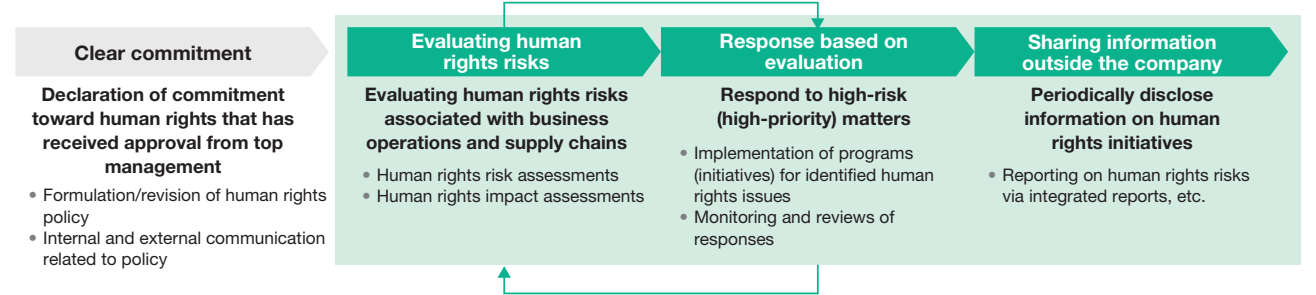 Clear commitment
Declaration of commitment
toward human rights that has
received approval from top
management
• Formulation/revision of human rights
policy
• Internal and external communication
related to policy
Evaluating human
rights risks
Evaluating human rights risks
associated with business
operations and supply chains
• Human rights risk assessments
• Human rights impact assessments
Response based on
evaluation
Respond to high-risk
(high-priority) matters
• Implementation of programs
(initiatives) for identified human
rights issues
• Monitoring and reviews of
responses
Sharing information
outside the company
Periodically disclose
information on human
rights initiatives
• Reporting on human rights risks
via integrated reports, etc.